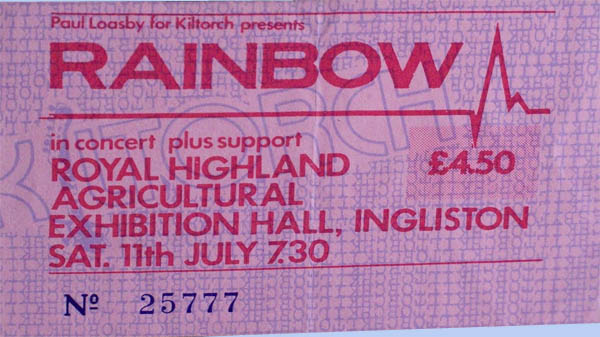 Paul Loasby for Kiltorch presents
RAINBOW
in concert plus support
£4.50
ROYAL HIGHLAND
AGRICULTURAL
EXHIBITION HALL, INGLISTON
SAT. 11th JULY 7.30
Nº 25777
KILTORCH